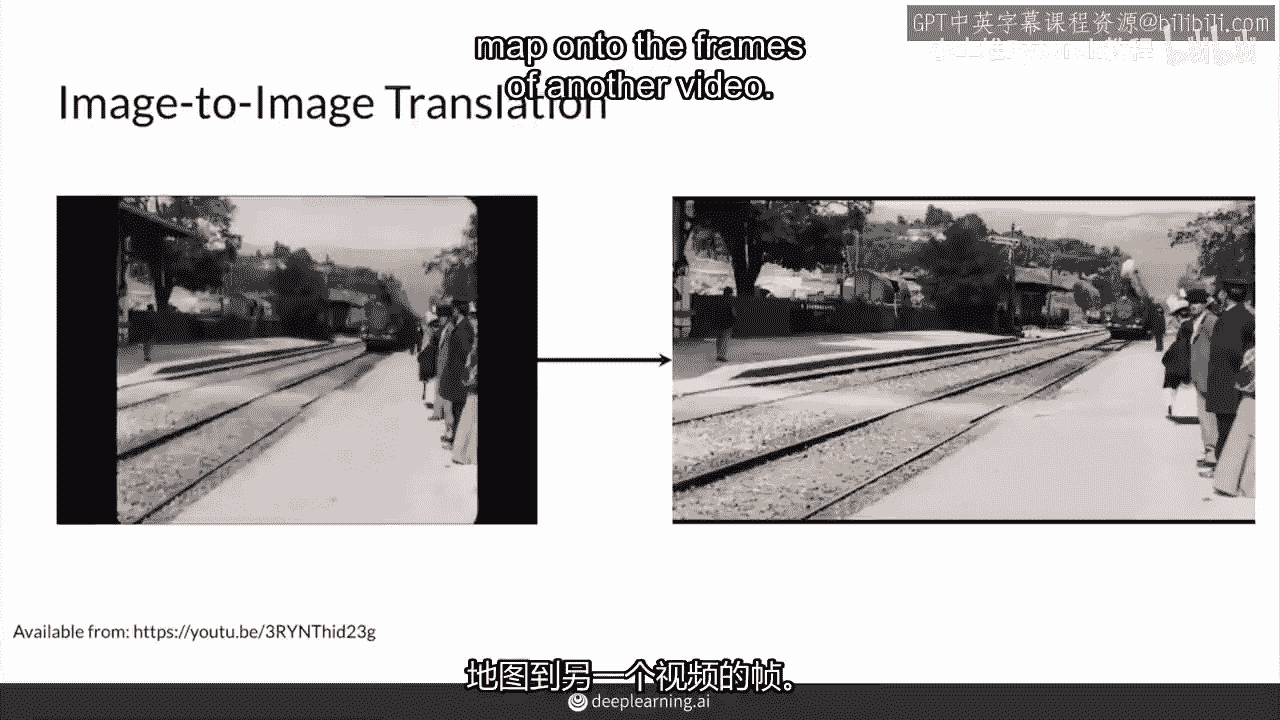 GPT中英字幕课程资源@bilibili.com
map onto the frames
of another video.
Image-to-Image Translation
Available from: https://youtu.be/3RYNThid23g
地图到另一个视频的帧。
deeplearning.ai